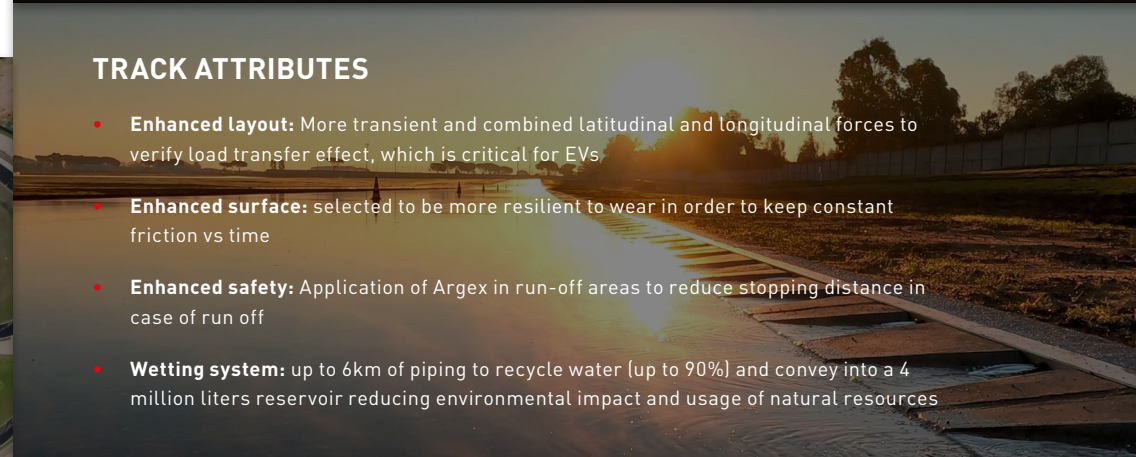 TRACK ATTRIBUTES
• Enhanced layout: More transient and combined latitudinal and longitudinal forces to
verify load transfer effect, which is critical for EVs
• Enhanced surface: selected to be more resilient to wear in order to keep constant
friction vs time
• Enhanced safety: Application of Argex in run-off areas to reduce stopping distance in
case of run off
• Wetting system: up to 6km of piping to recycle water (up to 90%) and convey into a 4
million liters reservoir reducing environmental impact and usage of natural resources